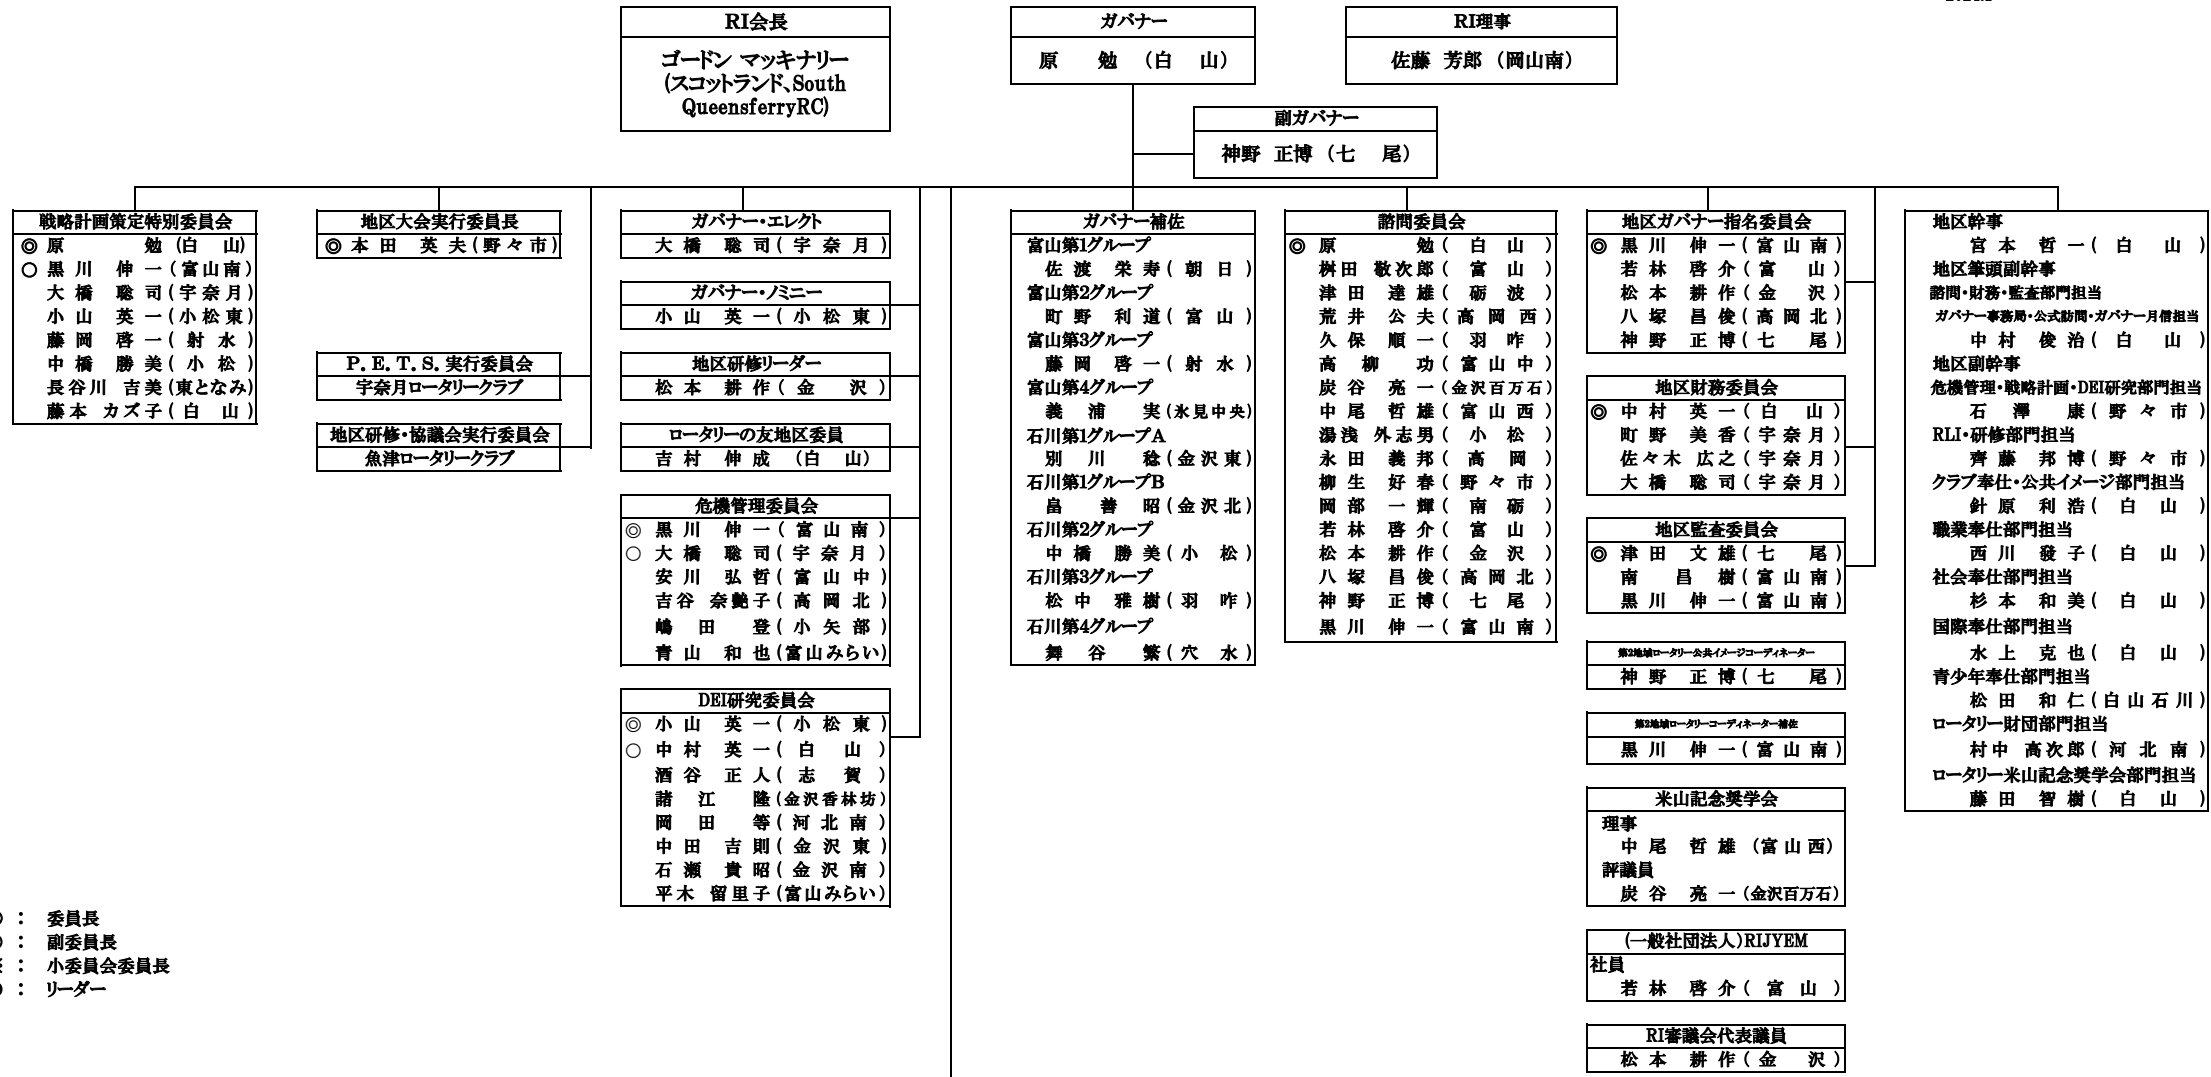 RI会長
ゴードン マッキナリー
(スコットランド、South
QueensferryRC)
ガバナー
原 勉 (白 山)
RI理事
佐藤 芳郎 (岡山南)
副ガバナー
神野 正博 (七 尾)
戦略計画策定特別委員会
◎ 原 勉 (白 山)
○ 黒川 伸一 (富山南)
大橋 聡司 (宇奈月)
小山 英一 (小松東)
藤岡 啓一 (射水)
中橋 勝美 (小松)
長谷川 吉美 (東となみ)
藤本 カズ子 (白山)
地区大会実行委員長
◎ 本田 英夫 (野々市)
P.E.T.S.実行委員会
宇奈月ロータリークラブ
地区研修・協議会実行委員会
魚津ロータリークラブ
ガバナー・エレクト
大橋 聡司 (宇奈月)
ガバナー・ノミニー
小山 英一 (小松東)
地区研修リーダー
松本 耕作 (金 沢)
ロータリーの友地区委員
吉村 伸成 (白 山)
危機管理委員会
◎ 黒川 伸一 (富山南)
○ 大橋 聡司 (宇奈月)
安川 弘哲 (富山中)
吉谷 奈艶子 (高岡北)
嶋田 登 (小矢部)
青山 和也 (富山みらい)
DEI研究委員会
◎ 小山 英一 (小松東)
○ 中村 英一 (白 山)
酒谷 正人 (志 賀)
諸江 隆 (金沢香林坊)
岡田 等 (河北南)
中田 吉則 (金沢東)
石瀬 貴昭 (金沢南)
平木 留里子 (富山みらい)
ガバナー補佐
富山第1グループ
佐渡 栄寿 (朝日)
富山第2グループ
町野 利道 (富山)
富山第3グループ
藤岡 啓一 (射水)
富山第4グループ
義浦 実 (氷見中央)
石川第1グループA
別川 稔 (金沢東)
石川第1グループB
畠 善昭 (金沢北)
石川第2グループ
中橋 勝美 (小 松)
石川第3グループ
松中 雅樹 (羽 咋)
石川第4グループ
舞谷 繁 (穴 水)
諮問委員会
◎ 原 勉 (白山)
桝田 敬次郎 (富山)
津田 達雄 (砺波)
荒井 公夫 (高岡西)
久保 順一 (羽咋)
高柳 功 (富山中)
炭谷 亮一 (金沢百万石)
中尾 哲雄 (富山西)
湯浅 外志男 (小松)
永田 義邦 (高岡)
柳生 好春 (野々市)
岡部 一輝 (南砺)
若林 啓介 (富山)
松本 耕作 (金沢)
八塚 昌俊 (高岡北)
神野 正博 (七尾)
黒川 伸一 (富山南)
地区ガバナー指名委員会
◎ 黒川 伸一 (富山南)
若林 啓介 (富 山)
松本 耕作 (金 沢)
八塚 昌俊 (高岡北)
神野 正博 (七 尾)
地区財務委員会
◎ 中村 英一 (白 山)
町野 美香 (宇奈月)
佐々木 広之 (宇奈月)
大橋 聡司 (宇奈月)
地区監査委員会
◎ 津田 文雄 (七 尾)
南 昌樹 (富山南)
黒川 伸一 (富山南)
第2地域ロータリー公共イメージコーディネーター
神野 正博 (七 尾)
第2地域ロータリーコーディネーター補佐
黒川 伸一 (富山南)
米山記念奨学会
理事
中尾 哲雄 (富山西)
評議員
炭谷 亮一 (金沢百万石)
(一般社団法人)RIJYEM
社員
若林 啓介 (富山)
RI審議会代表議員
松本 耕作 (金 沢)
地区幹事
宮本 哲一 (白 山)
地区筆頭副幹事
諮問・財務・監査部門担当
ガバナー事務局・公式訪問・ガバナー月信担当
中村 俊治 (白 山)
地区副幹事
危機管理・戦略計画・DEI研究部門担当
石澤 康 (野々市)
RLI・研修部門担当
齊藤 邦博 (野々市)
クラブ奉仕・公共イメージ部門担当
針原 利浩 (白 山)
職業奉仕部門担当
西川 發子 (白 山)
社会奉仕部門担当
杉本 和美 (白 山)
国際奉仕部門担当
水上 克也 (白 山)
青少年奉仕部門担当
松田 和仁 (白山石川)
ロータリー財団部門担当
村中 高次郎 (河北南)
ロータリー米山記念奨学会部門担当
藤田 智樹 (白 山)
: 委員長
: 副委員長
: 小委員会委員長
: リーダー